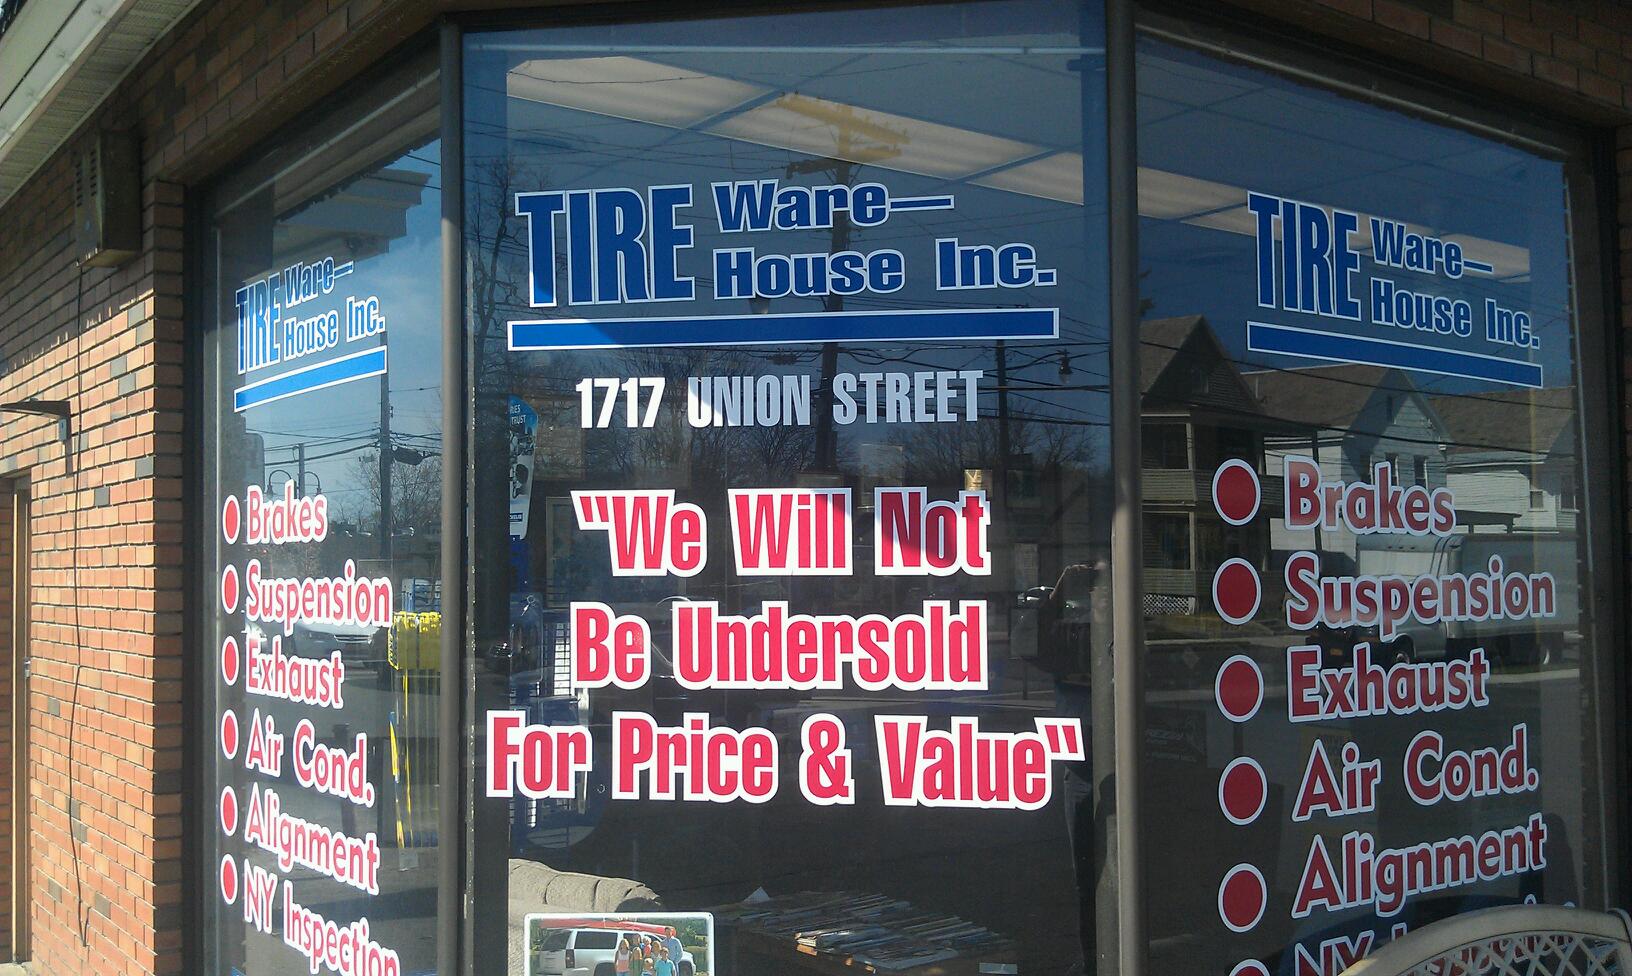 TIRE Ware—
House Inc.
Brakes
Suspension
Exhaust
Air Cond.
Alignment
NY Inspection
TIRE Ware—
House Inc.
1717 UNION STREET
"We Will Not
Be Undersold
For Price & Value"
TIRE Ware—
House Inc.
Brakes
Suspension
Exhaust
Air Cond.
Alignment
NY